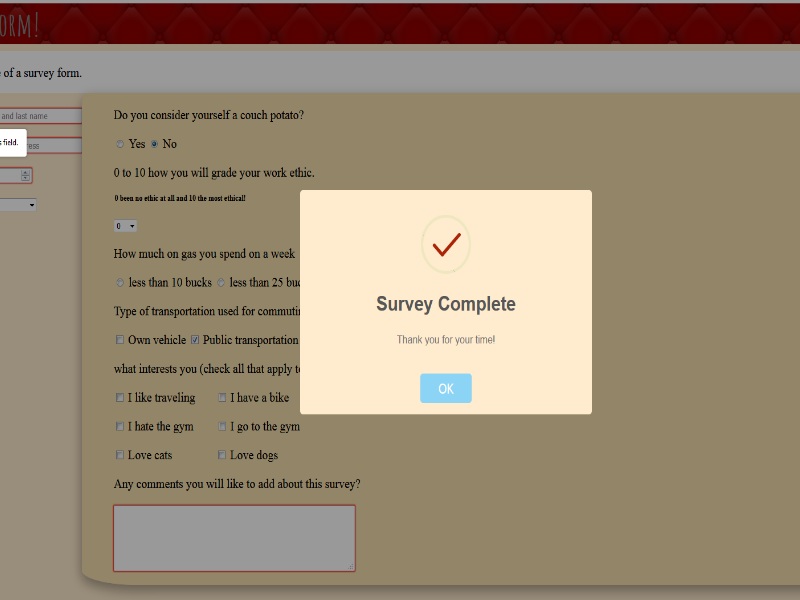 ORM!
of a survey form.
and last name
s field.
ress
Do you consider yourself a couch potato?
Yes No
0 to 10 how you will grade your work ethic.
0 been no ethic at all and 10 the most ethical!
0
How much on gas you spend on a week
less than 10 bucks less than 25 buc
Type of transportation used for commutin
Own vehicle Public transportation
what interests you (check all that apply to
I like traveling I have a bike
I hate the gym I go to the gym
Love cats Love dogs
Any comments you will like to add about this survey?
Survey Complete
Thank you for your time!
OK